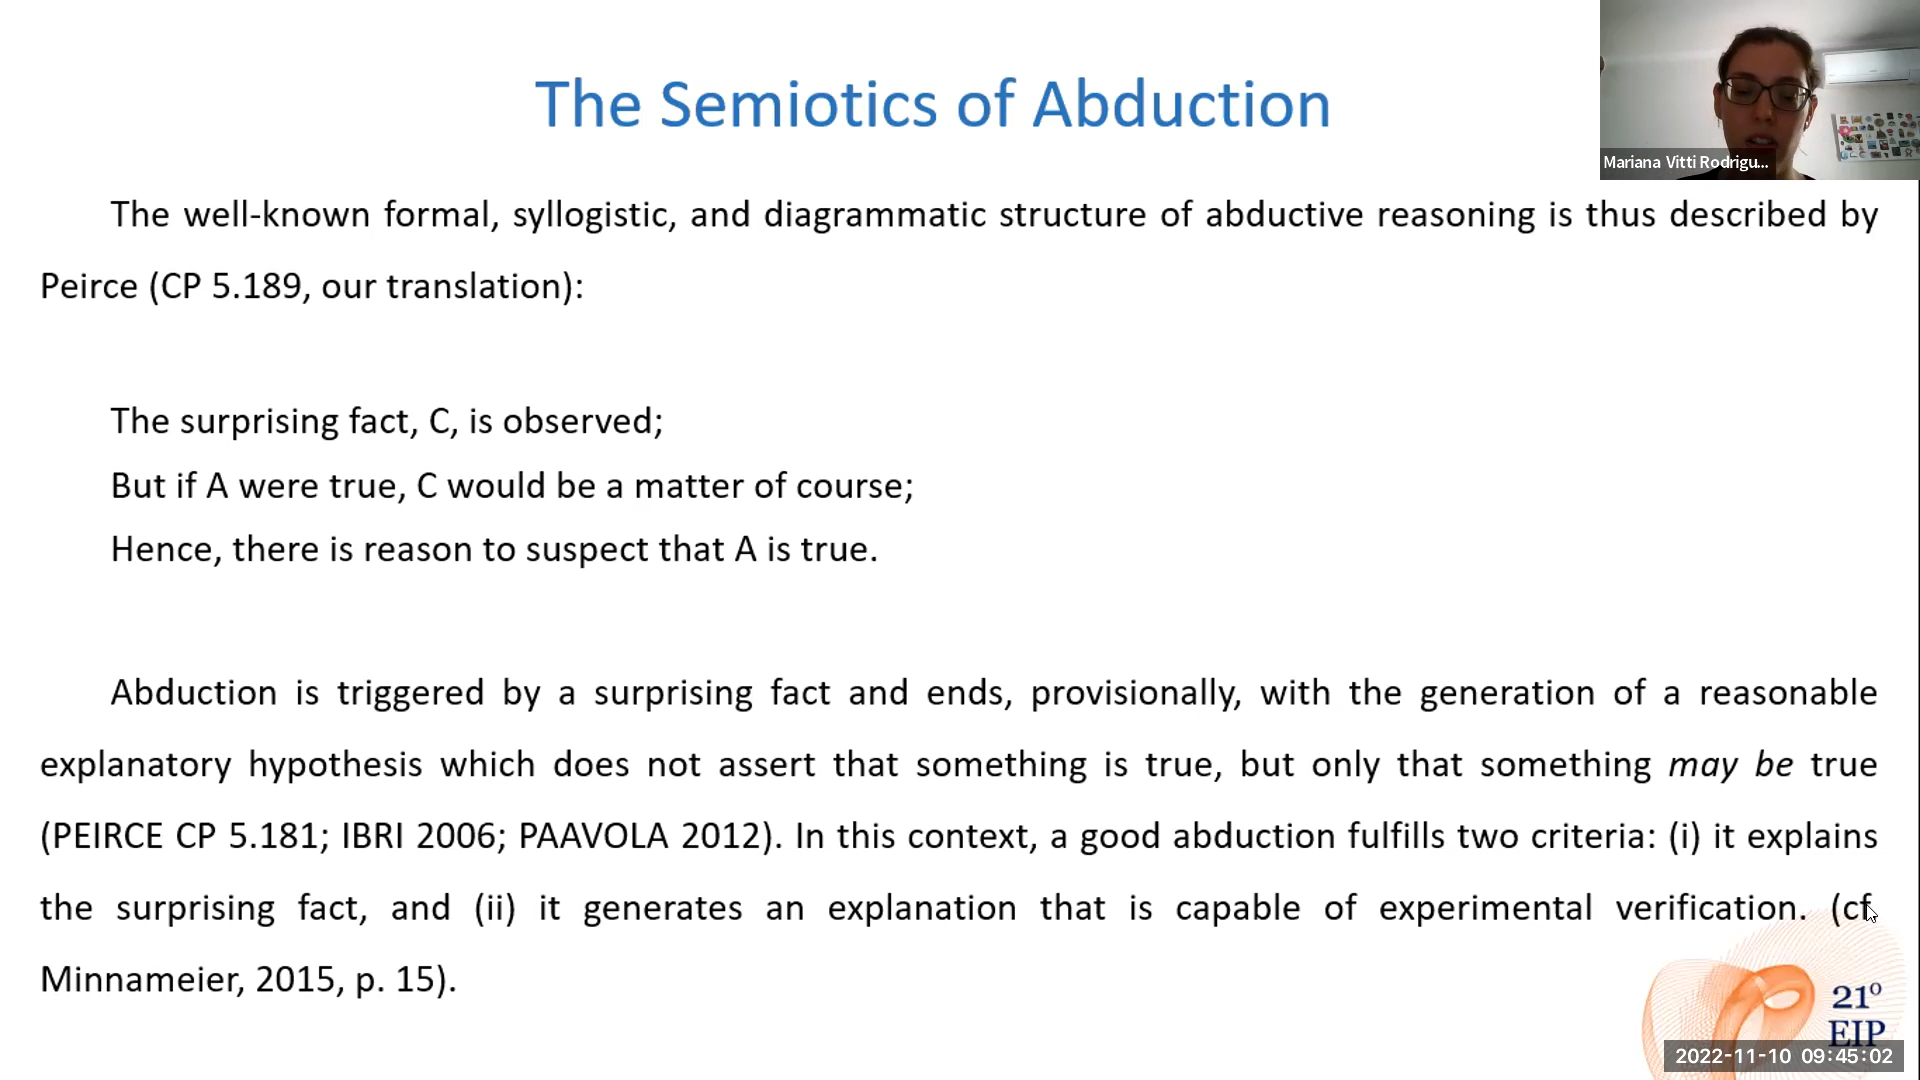 The Semiotics of Abduction
Mariana Vitti Rodrigu...
The well-known formal, syllogistic, and diagrammatic structure of abductive reasoning is thus described by
Peirce (CP 5.189, our translation):
The surprising fact, C, is observed;
But if A were true, C would be a matter of course;
Hence, there is reason to suspect that A is true.
Abduction is triggered by a surprising fact and ends, provisionally, with the generation of a reasonable
explanatory hypothesis which does not assert that something is true, but only that something may be true
(PEIRCE CP 5.181; IBRI 2006; PAAVOLA 2012). In this context, a good abduction fulfills two criteria: (i) it explains
the surprising fact, and (ii) it generates an explanation that is capable of experimental verification. (cf
Minnameier, 2015, p. 15).
21º
EIP
2022-11-10 09:45:02